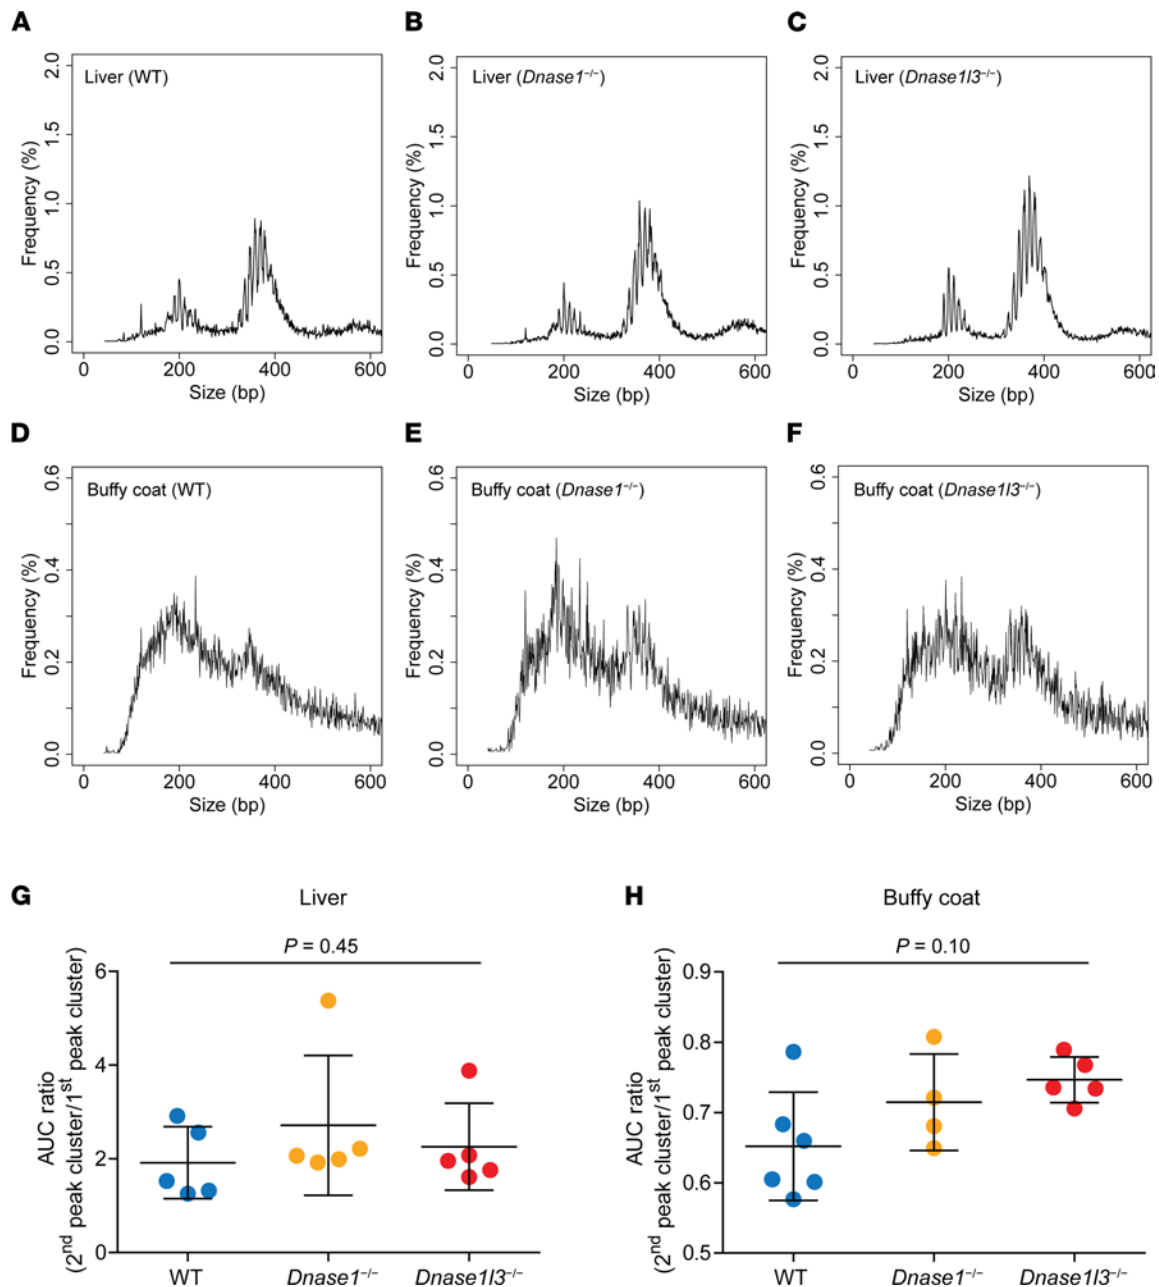 A
B
C
Liver (WT)
Liver (Dnase1⁻/⁻)
Liver (Dnase1l3⁻/⁻)
Frequency (%)
2.0
1.5
1.0
0.5
0.0
Frequency (%)
2.0
1.5
1.0
0.5
0.0
Frequency (%)
2.0
1.5
1.0
0.5
0.0
0 200 400 600
0 200 400 600
0 200 400 600
Size (bp)
Size (bp)
Size (bp)
D
E
F
Buffy coat (WT)
Buffy coat (Dnase1⁻/⁻)
Buffy coat (Dnase1l3⁻/⁻)
Frequency (%)
0.6
0.4
0.2
0.0
Frequency (%)
0.6
0.4
0.2
0.0
Frequency (%)
0.6
0.4
0.2
0.0
0 200 400 600
0 200 400 600
0 200 400 600
Size (bp)
Size (bp)
Size (bp)
G
Liver
P = 0.45
AUC ratio
(2nd peak cluster/1st peak cluster)
6
4
2
0
WT Dnase1⁻/⁻ Dnase1l3⁻/⁻
H
Buffy coat
P = 0.10
AUC ratio
(2nd peak cluster/1st peak cluster)
0.9
0.8
0.7
0.6
0.5
WT Dnase1⁻/⁻ Dnase1l3⁻/⁻